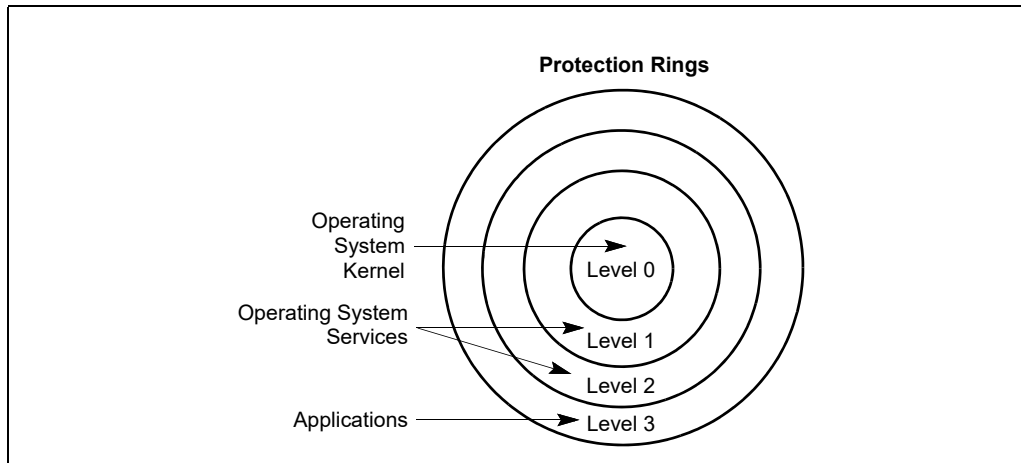 Protection Rings
Operating
System
Kernel
Level 0
Operating System
Services
Level 1
Level 2
Applications
Level 3